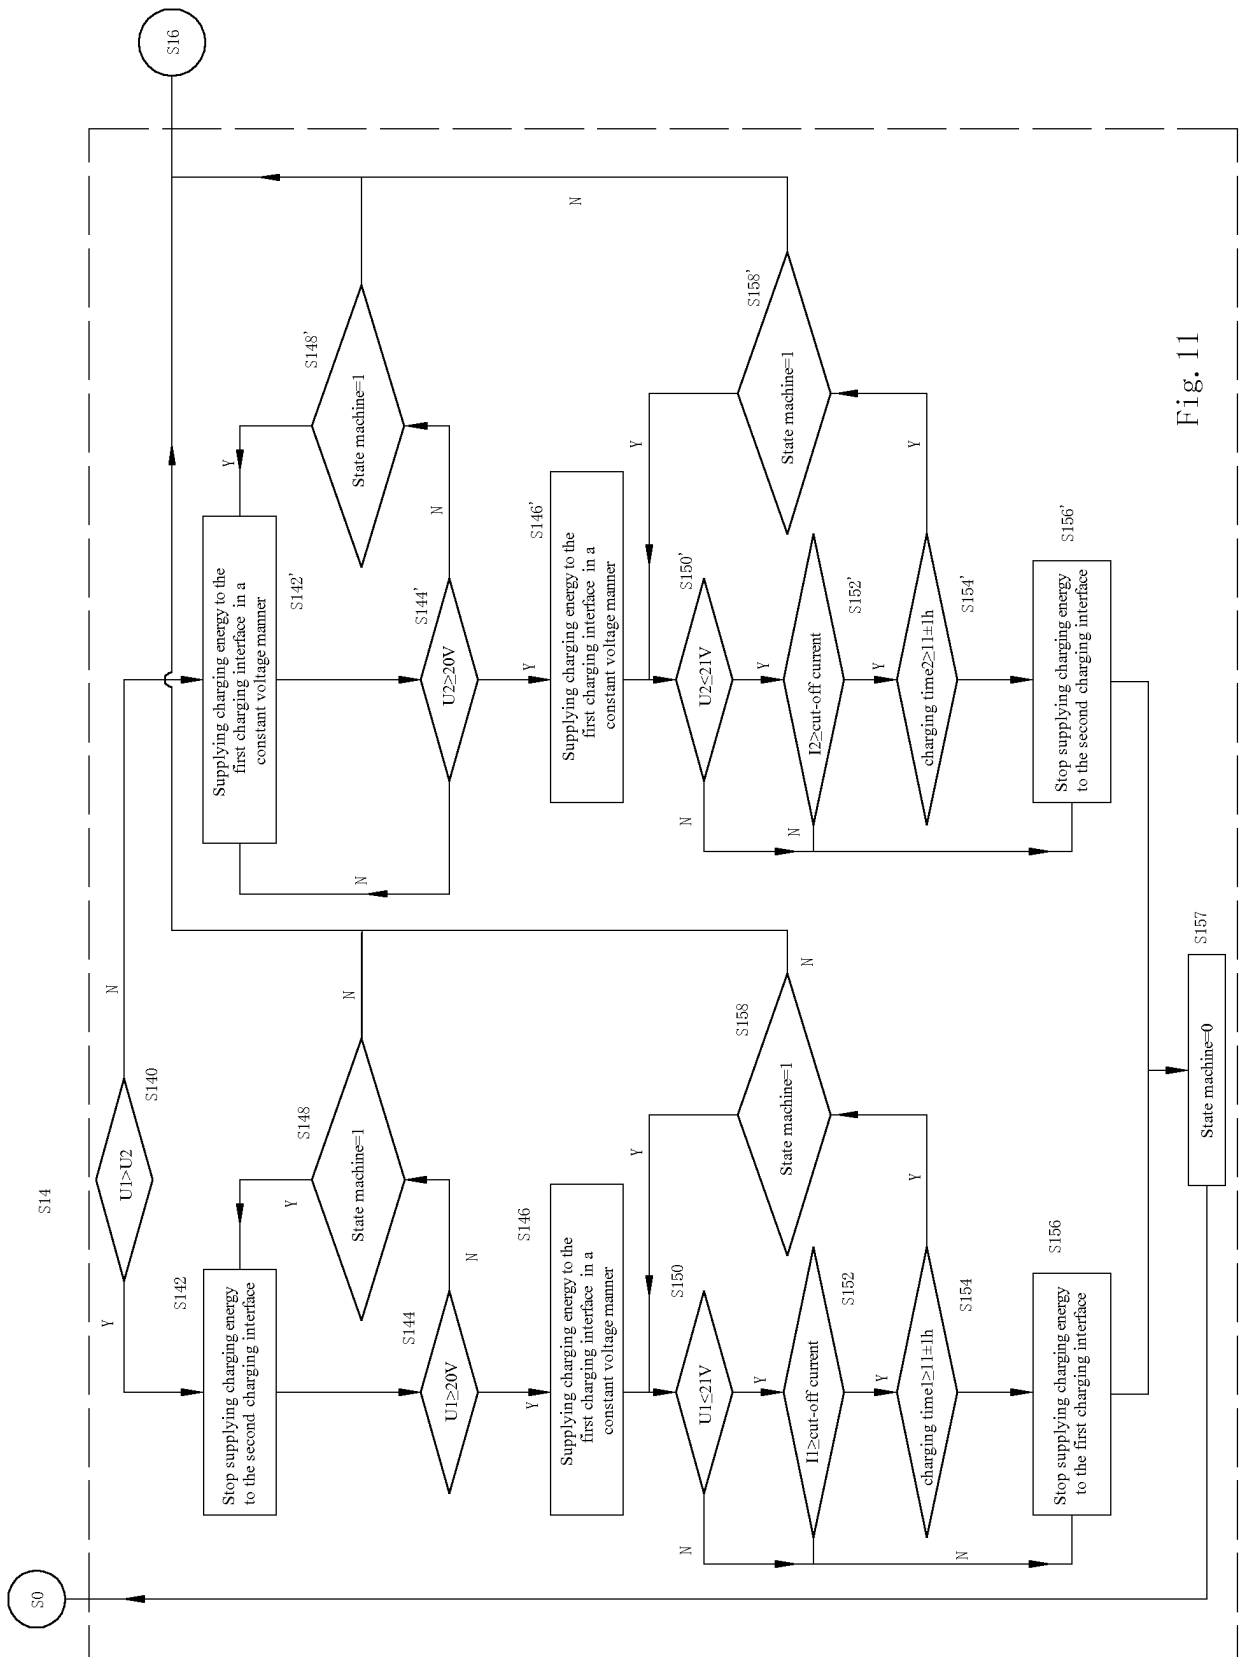 S0
S14
S16
U1>U2
S140
Y
N
Stop supplying charging energy
to the second charging interface
S142
U1≥20V
S144
N
Y
State machine=1
S148
Y
N
Supplying charging energy to the
first charging interface in a
constant voltage manner
S146
U1≤21V
S150
Y
N
I1≥cut-off current
S152
Y
N
charging time1≥11±1h
S154
Y
State machine=1
S158
Y
N
Stop supplying charging energy
to the first charging interface
S156
Supplying charging energy to the
first charging interface in a
constant voltage manner
S142'
U2≥20V
S144'
N
N
Y
State machine=1
S148'
Y
Supplying charging energy to the
first charging interface in a
constant voltage manner
S146'
U2≤21V
S150'
Y
N
I2≥cut-off current
S152'
Y
N
charging time2≥11±1h
S154'
Y
State machine=1
S158'
Y
N
Stop supplying charging energy
to the second charging interface
S156'
State machine=0
S157
Fig. 11